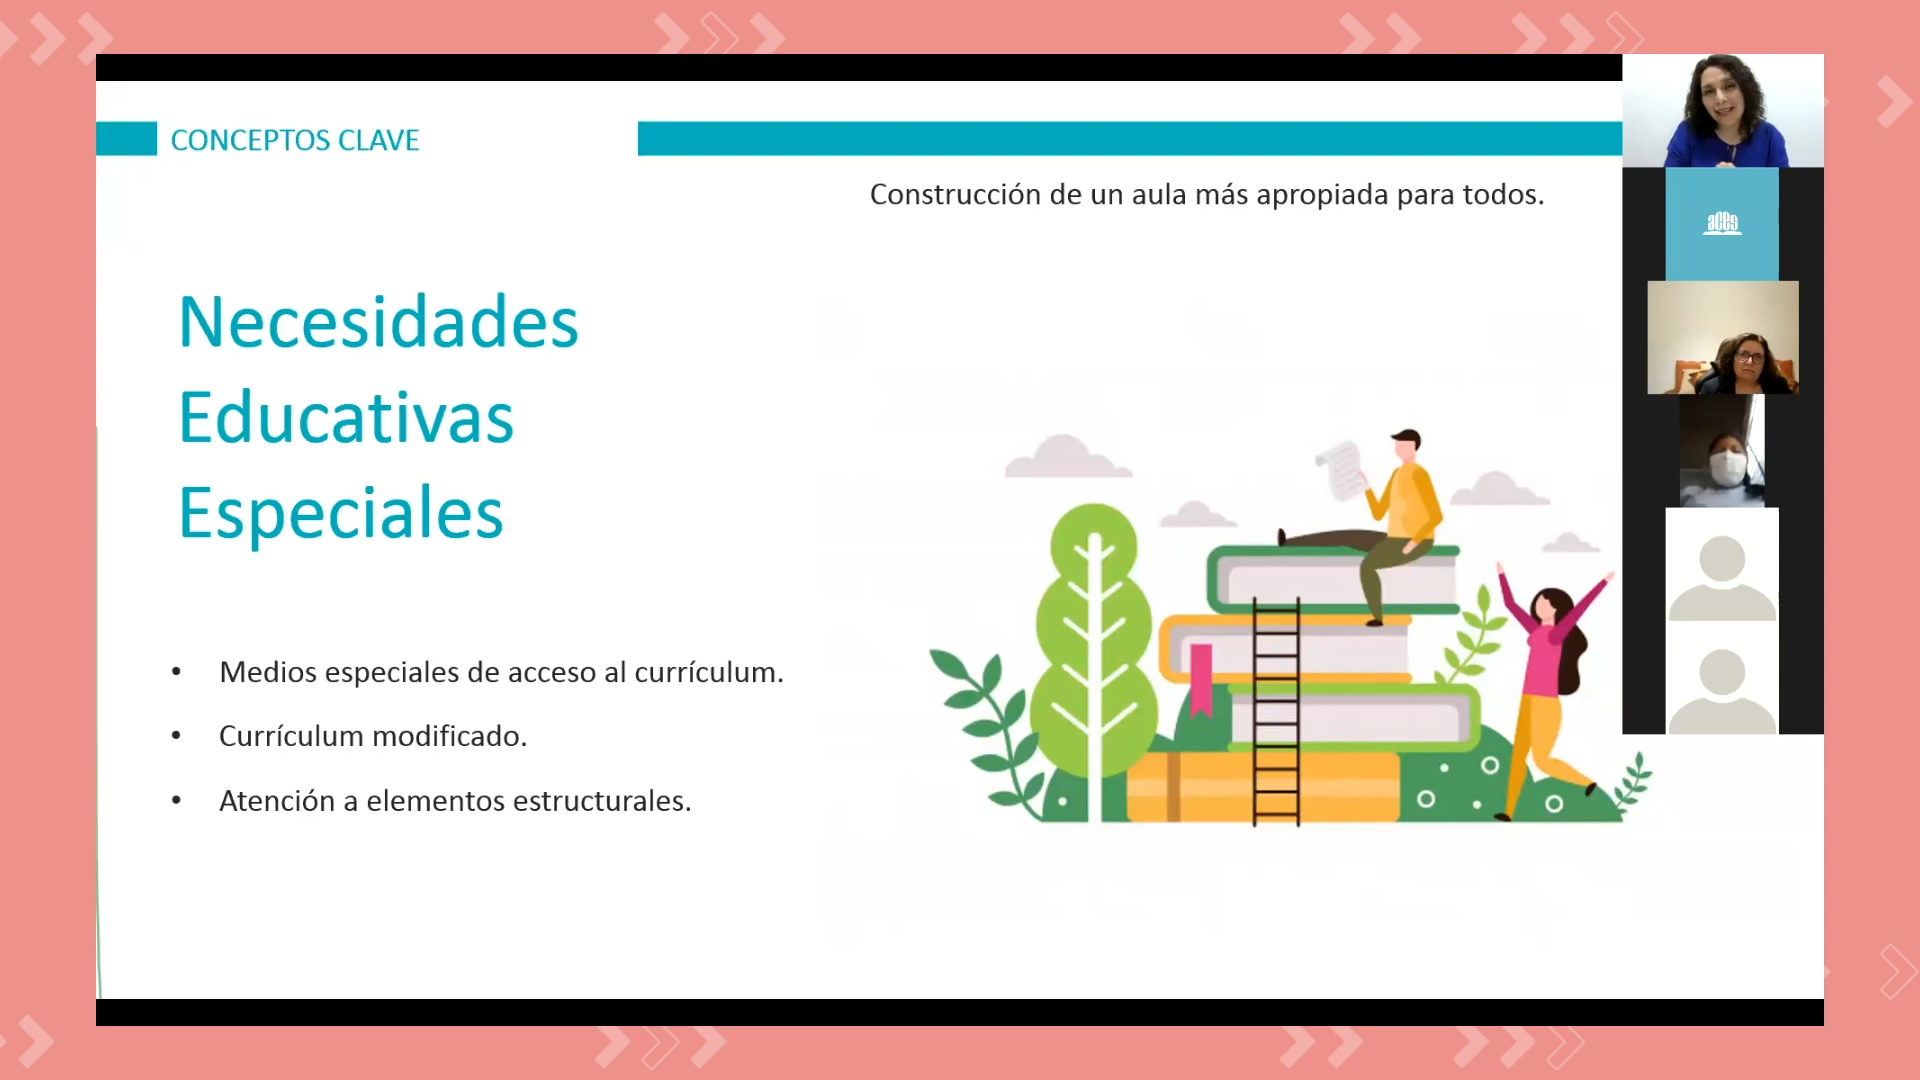 CONCEPTOS CLAVE
Construcción de un aula más apropiada para todos.
Necesidades
Educativas
Especiales
• Medios especiales de acceso al currículum.
• Currículum modificado.
• Atención a elementos estructurales.
aces